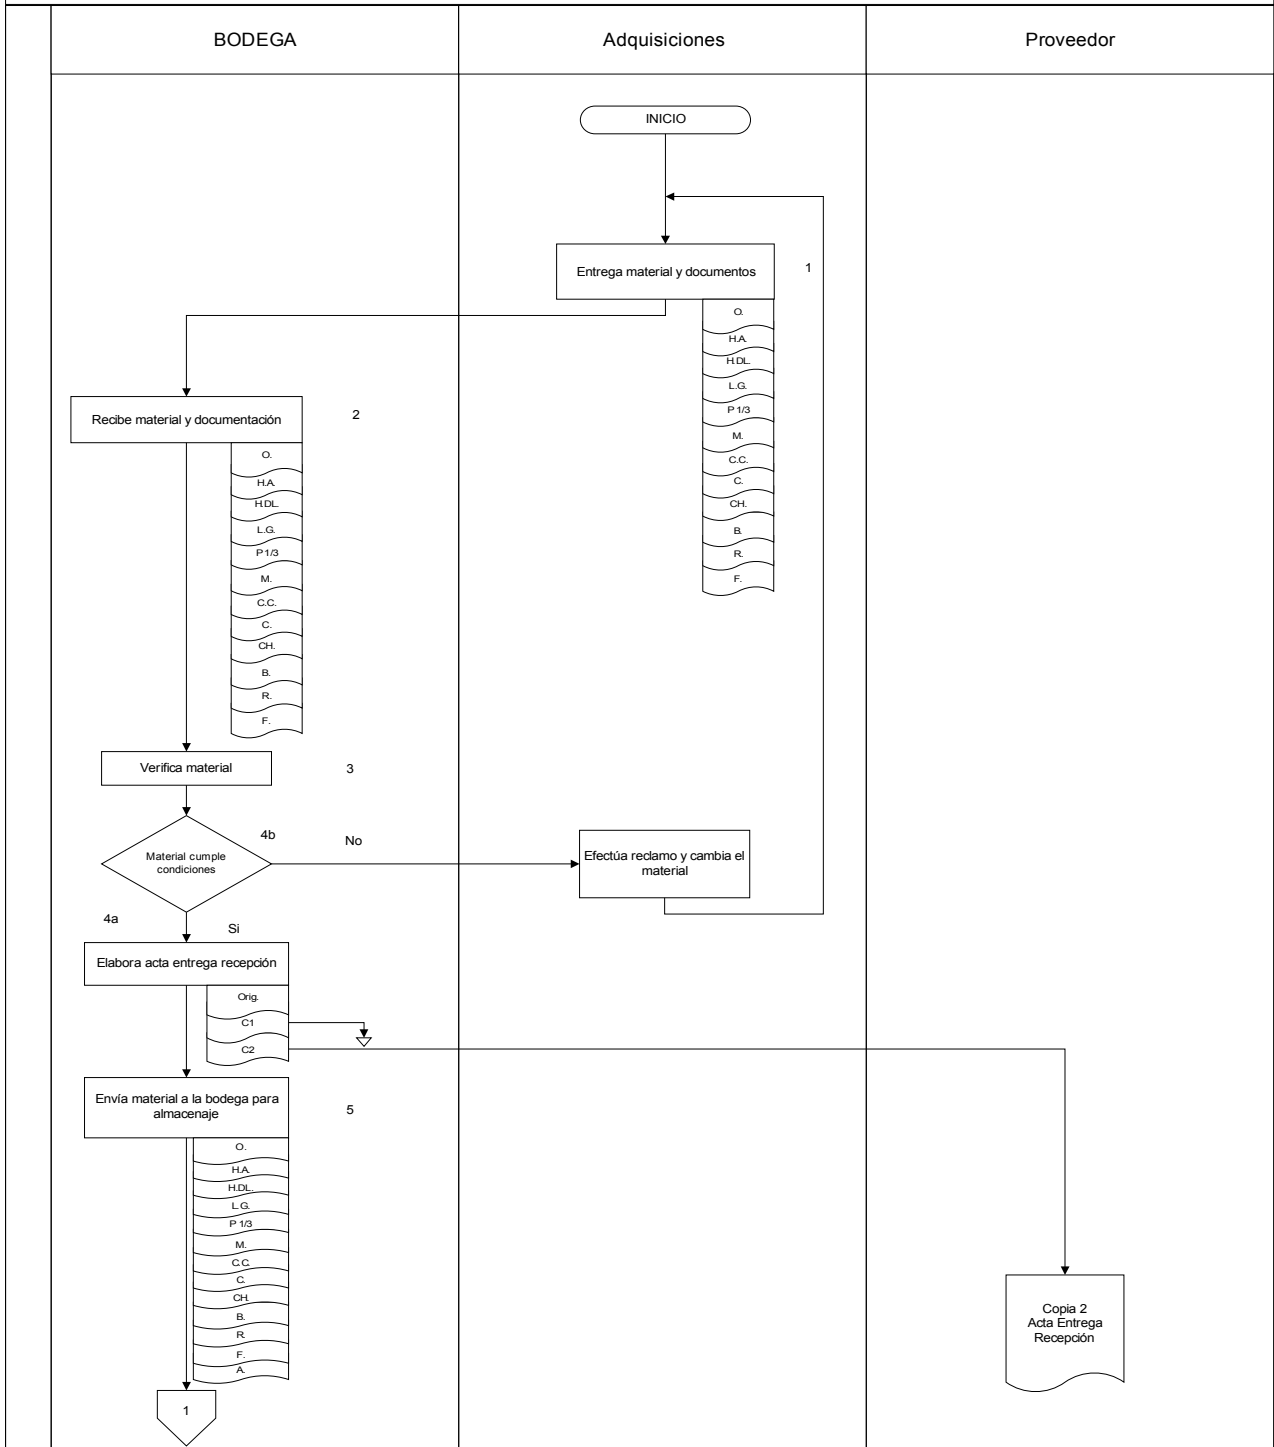 BODEGA
Adquisiciones
Proveedor
INICIO
Entrega material y documentos
1
O.
H.A.
H.DL.
L.G.
P 1/3
M.
C.C.
C.
CH.
B.
R.
F.
Recibe material y documentación
2
O.
H.A.
H.DL.
L.G.
P 1/3
M.
C.C.
C.
CH.
B.
R.
F.
Verifica material
3
Material cumple
condiciones
4b
No
Efectúa reclamo y cambia el
material
4a
Si
Elabora acta entrega recepción
Orig.
C1
C2
Envía material a la bodega para
almacenaje
5
O.
H.A.
H.DL.
L.G.
P 1/3
M.
C.C.
C.
CH.
B.
R.
F.
A.
Copia 2
Acta Entrega
Recepción
1